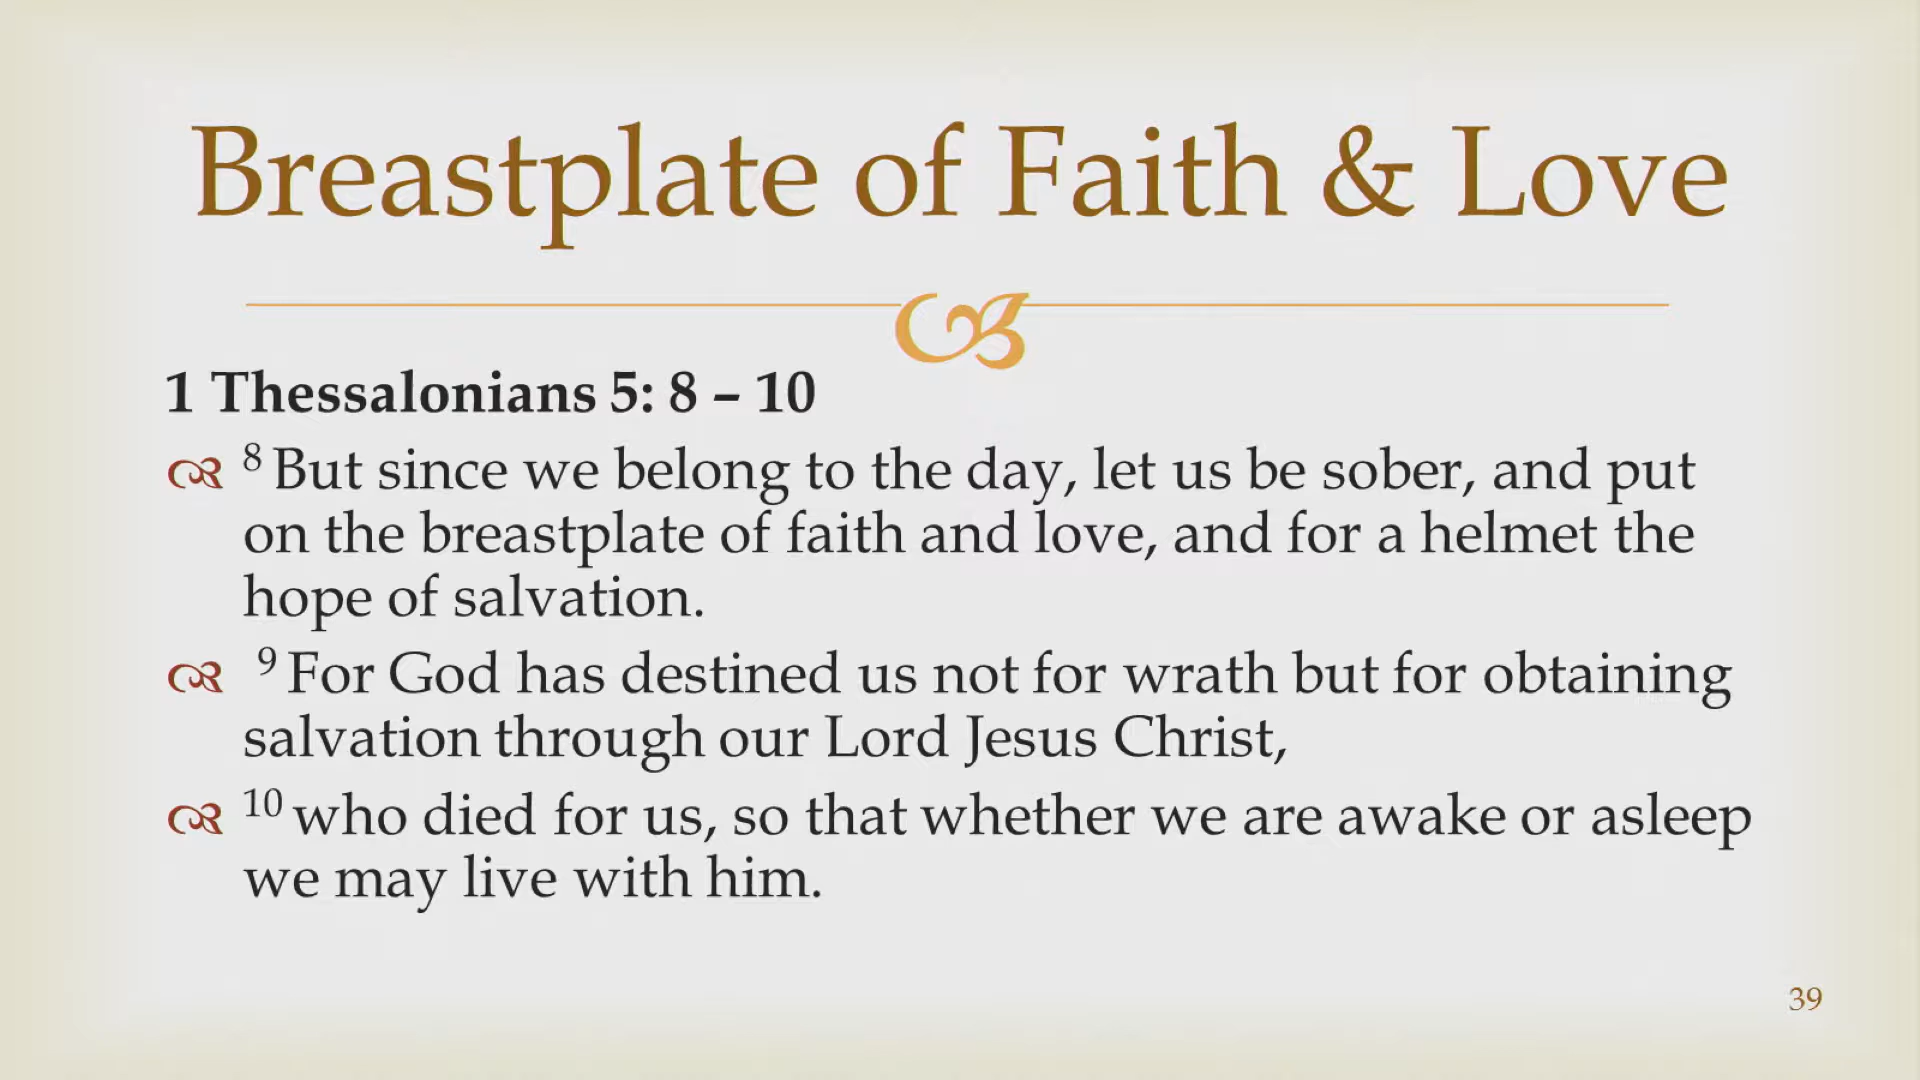 Breastplate of Faith & Love
1 Thessalonians 5: 8 – 10
8 But since we belong to the day, let us be sober, and put
on the breastplate of faith and love, and for a helmet the
hope of salvation.
9 For God has destined us not for wrath but for obtaining
salvation through our Lord Jesus Christ,
10 who died for us, so that whether we are awake or asleep
we may live with him.
39